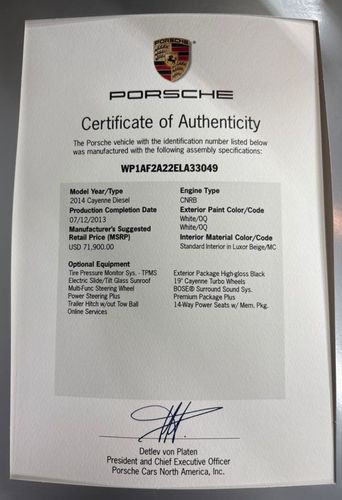 PORSCHE
PORSCHE
Certificate of Authenticity
The Porsche vehicle with the identification number listed below
was manufactured with the following assembly specifications:
WP1AF2A22ELA33049
Model Year/Type
2014 Cayenne Diesel
Production Completion Date
07/12/2013
Manufacturer's Suggested
Retail Price (MSRP)
USD 71,900.00
Engine Type
CNRB
Exterior Paint Color/Code
White/0Q
White/0Q
Interior Material Color/Code
Standard Interior in Luxor Beige/MC
Optional Equipment
Tire Pressure Monitor Sys. - TPMS
Electric Slide/Tilt Glass Sunroof
Multi-Func Steering Wheel
Power Steering Plus
Trailer Hitch w/out Tow Ball
Online Services
Exterior Package High-gloss Black
19" Cayenne Turbo Wheels
BOSE® Surround Sound Sys.
Premium Package Plus
14-Way Power Seats w/ Mem. Pkg.
Detlev von Platen
President and Chief Executive Officer
Porsche Cars North America, Inc.